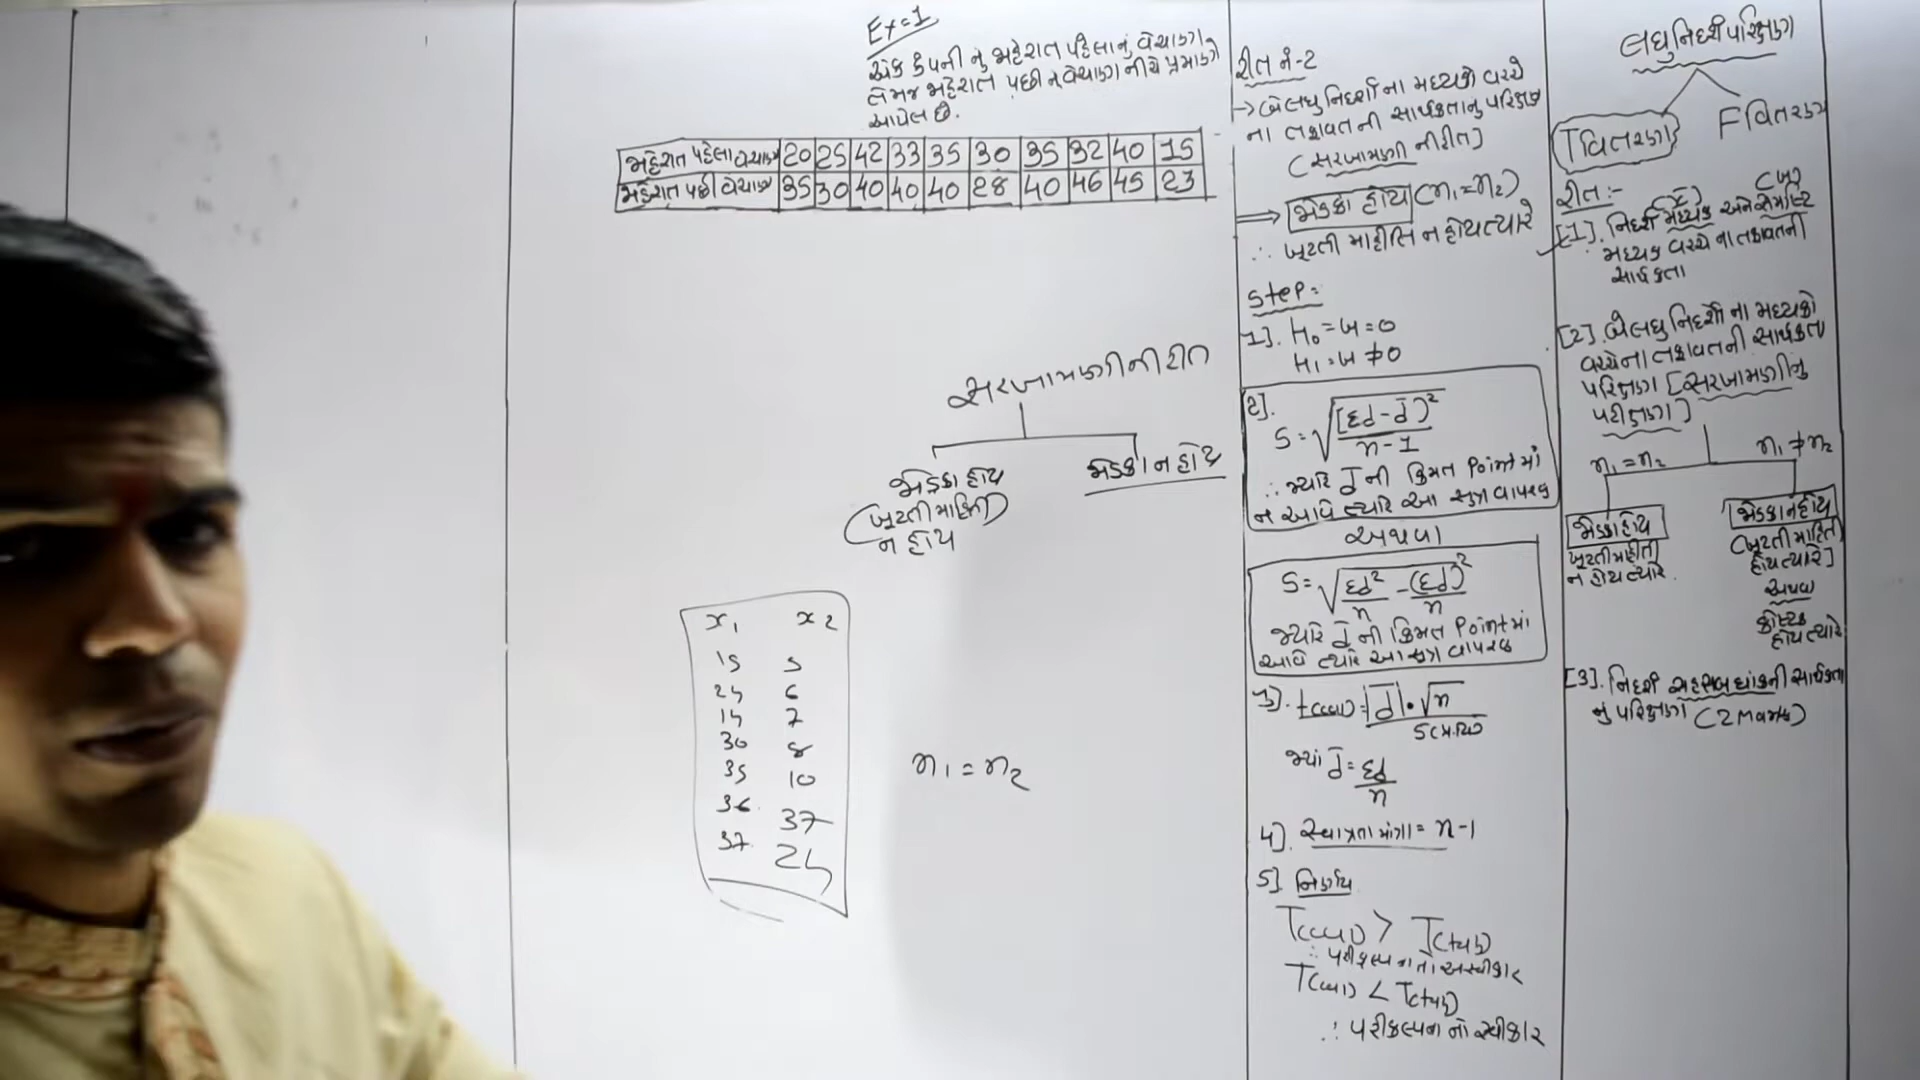 Ex=1
એક કંપની નું જાહેરાત પહેલાનું વેચાણ
તેમજ જાહેરાત પછી નું વેચાણ નીચે પ્રમાણે
આપેલ છે.
જાહેરાત પહેલા વેચાણ 20 25 42 33 35 30 35 32 40 15
જાહેરાત પછી વેચાણ 35 30 40 40 40 28 40 46 45 23
સરખામણી ની રીત
જોડકા હોય
(ખૂટતી માહિતી)
ન હોય
જોડકા ન હોય
x1 x2
15 5
24 6
14 7
30 8
35 10
36 37
37 24
n1 = n2
રીત નં-2
→ બે લઘુ નિદર્શો ના મધ્યકો વચ્ચે
ના તફાવત ની સાર્થકતાનુ પરિક્ષણ
(સરખામણી ની રીત]
⇒ જોડકા હોય (n1=n2)
∴ ખૂટતી માહીતિ ન હોય ત્યારે
Step=
1]. H0 = μ = 0
H1 = μ ≠ 0
2].
S = √[Σd - d̄)² / n-1
∴ જ્યારે d̄ ની કિંમત Point માં
ન આવે ત્યારે આ સૂત્ર વાપરવુ
અથવા
S = √Σd²/n - (Σd/n)²
જ્યારે d̄ ની કિંમત Point માં
આવે ત્યારે આ સૂત્ર વાપરવુ
3]. t(cal) = |d̄| · √n / S(પ્ર.વિ)
જ્યાં d̄ = Σd/n
4]. સ્વાત્રતા માત્રા = n-1
5] નિર્ણય
T(cal) > T(tab)
∴ પરીકલ્પના નો અસ્વીકાર
T(cal) < T(tab)
∴ પરીકલ્પના નો સ્વીકાર
લઘુ નિદર્શ પરિક્ષણ
T વિતરણ
F વિતરણ
રીત :-
[1]. નિદર્શ મધ્યક અને સમષ્ટિ
મધ્યક વચ્ચે ના તફાવતની
સાર્થકતા
[2]. બે લઘુ નિદર્શો ના મધ્યકો
વચ્ચેના તફાવત ની સાર્થકતા
પરિક્ષણ [સરખામણીનુ
પરીક્ષણ]
n1 = n2
n1 ≠ n2
જોડકા હોય
ખૂટતી માહીતી
ન હોય ત્યારે.
જોડકા ન હોય
(ખૂટતી માહિતી
હોય ત્યારે]
અથવા
કોષ્ટક
હોય ત્યારે
[3]. નિદર્શ સહસંબધાંકની સાર્થકતા
નુ પરિક્ષણ (2 Marks)